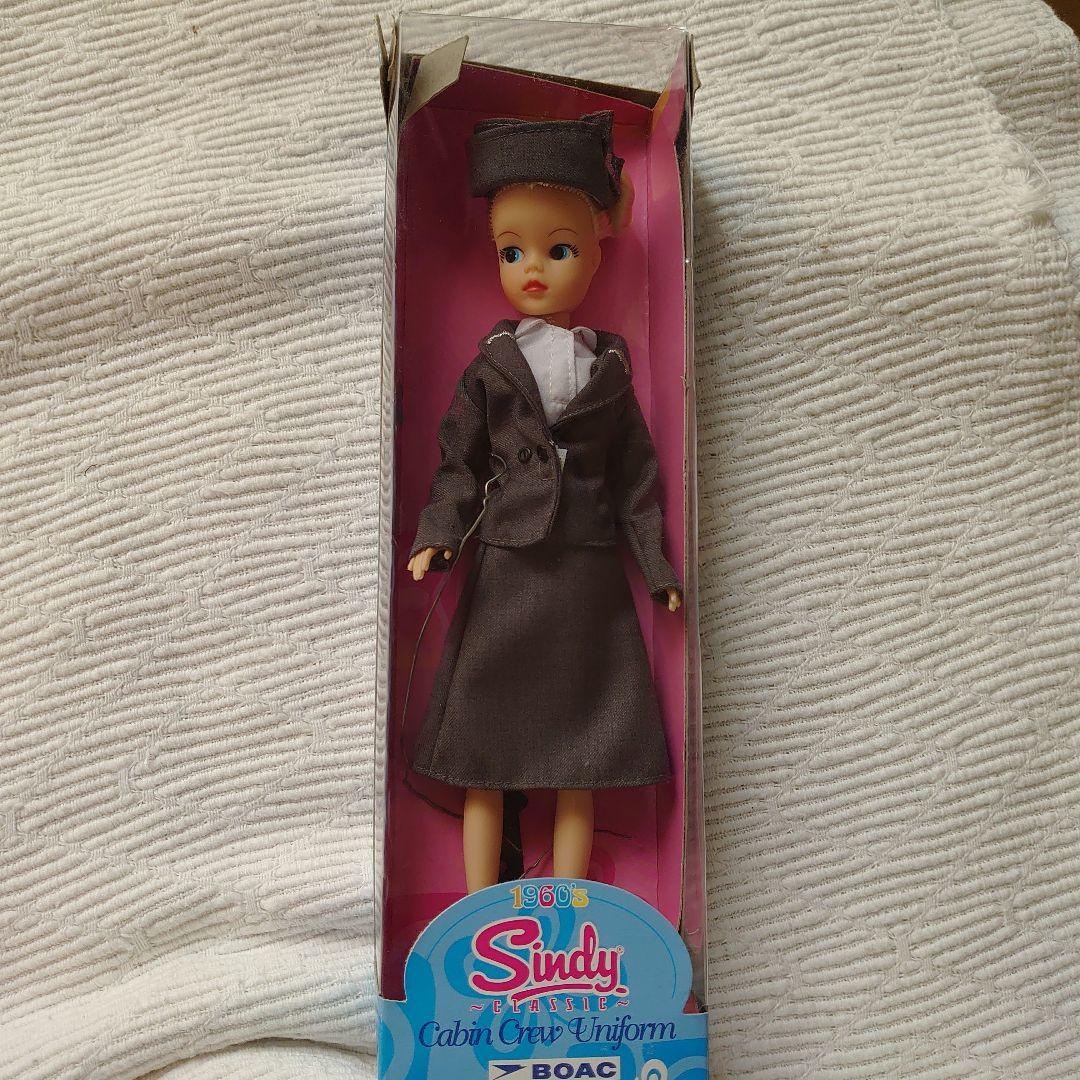 1960's
Sindy
~CLASSIC~
Cabin Crew Uniform
BOAC